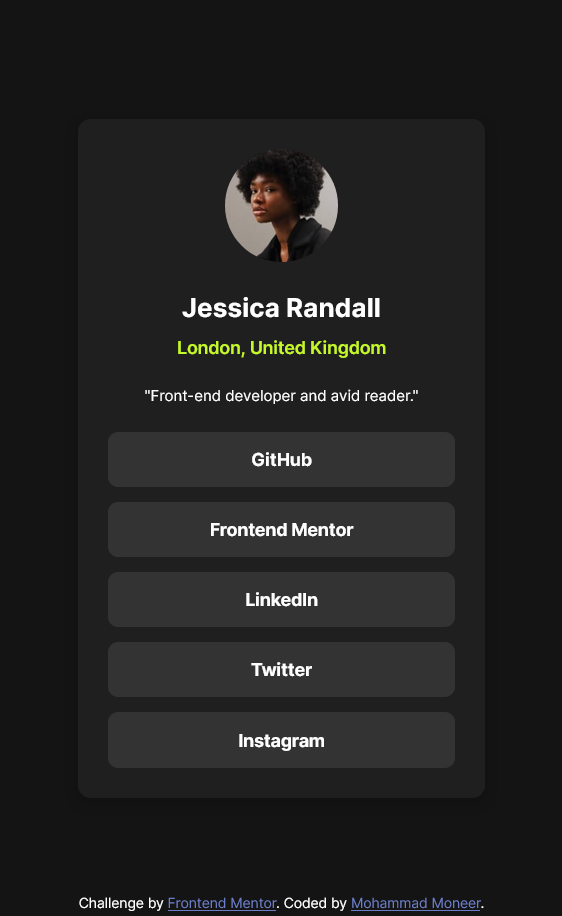 Jessica Randall
London, United Kingdom
"Front-end developer and avid reader."
GitHub
Frontend Mentor
LinkedIn
Twitter
Instagram
Challenge by Frontend Mentor. Coded by Mohammad Moneer.